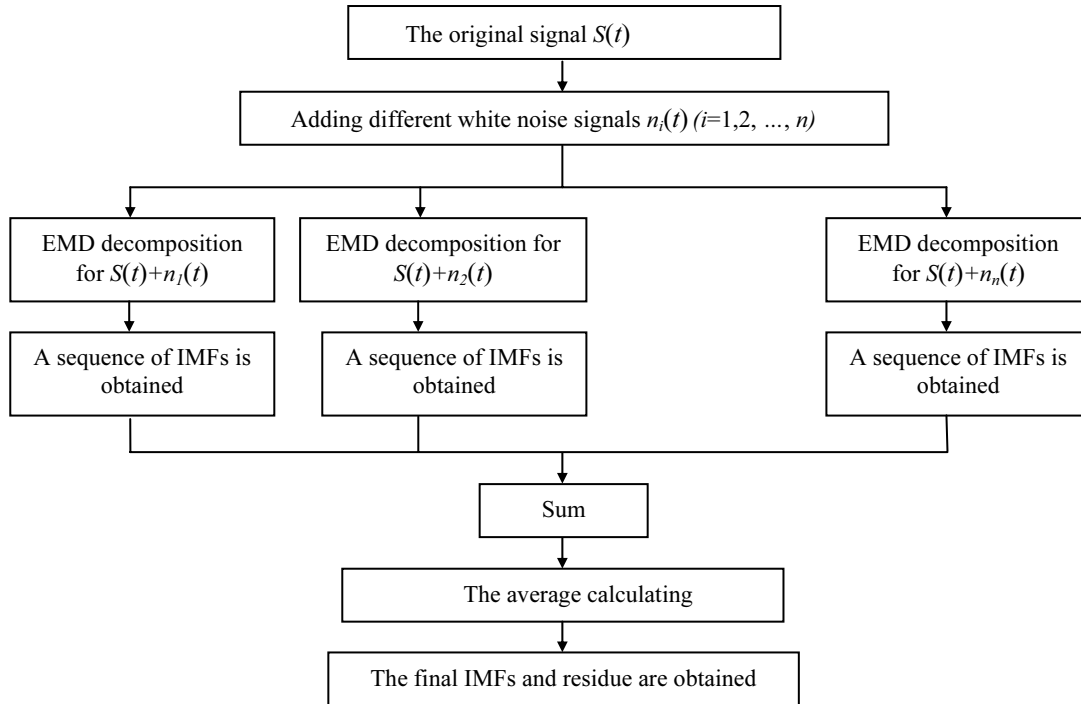 The original signal S(t)
Adding different white noise signals nᵢ(t) (i=1,2, …, n)
EMD decomposition
for S(t)+n₁(t)
EMD decomposition for
S(t)+n₂(t)
EMD decomposition
for S(t)+nₙ(t)
A sequence of IMFs is
obtained
A sequence of IMFs is
obtained
A sequence of IMFs is
obtained
Sum
The average calculating
The final IMFs and residue are obtained